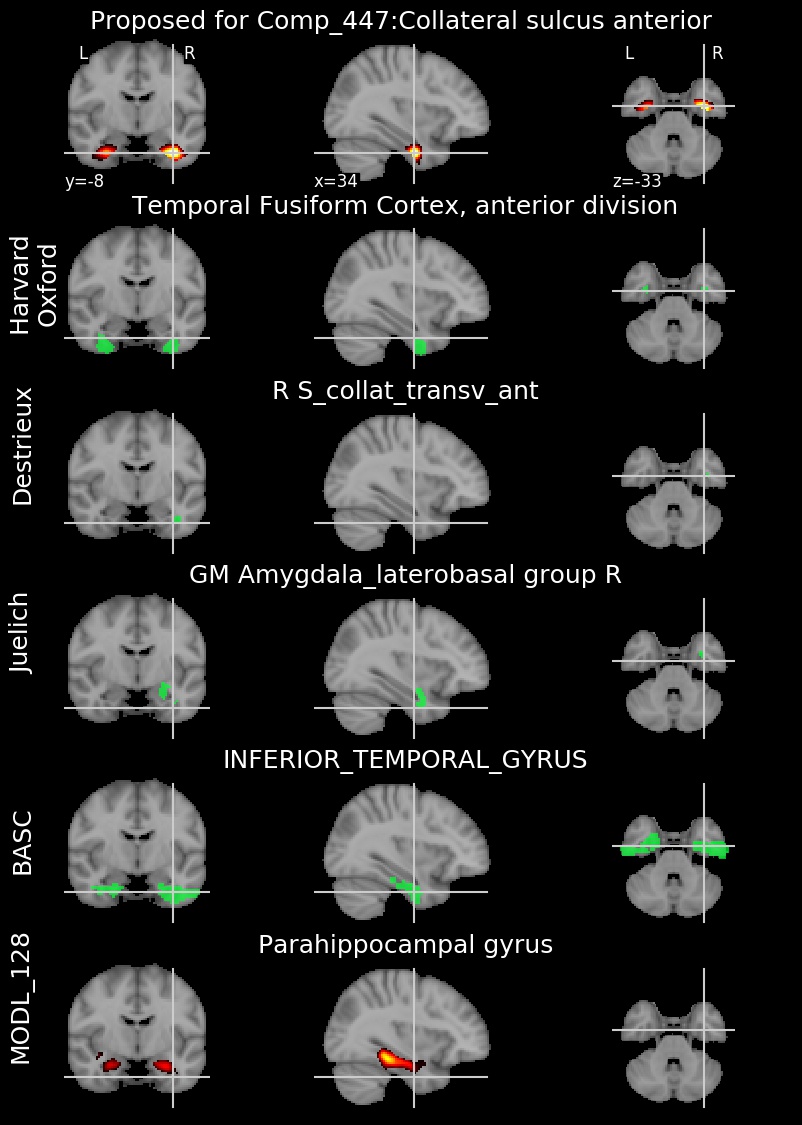 Proposed for Comp_447:Collateral sulcus anterior
L R L R
y=-8 x=34 z=-33
Temporal Fusiform Cortex, anterior division
Harvard
Oxford
R S_collat_transv_ant
Destrieux
GM Amygdala_laterobasal group R
Juelich
INFERIOR_TEMPORAL_GYRUS
BASC
Parahippocampal gyrus
MODL_128